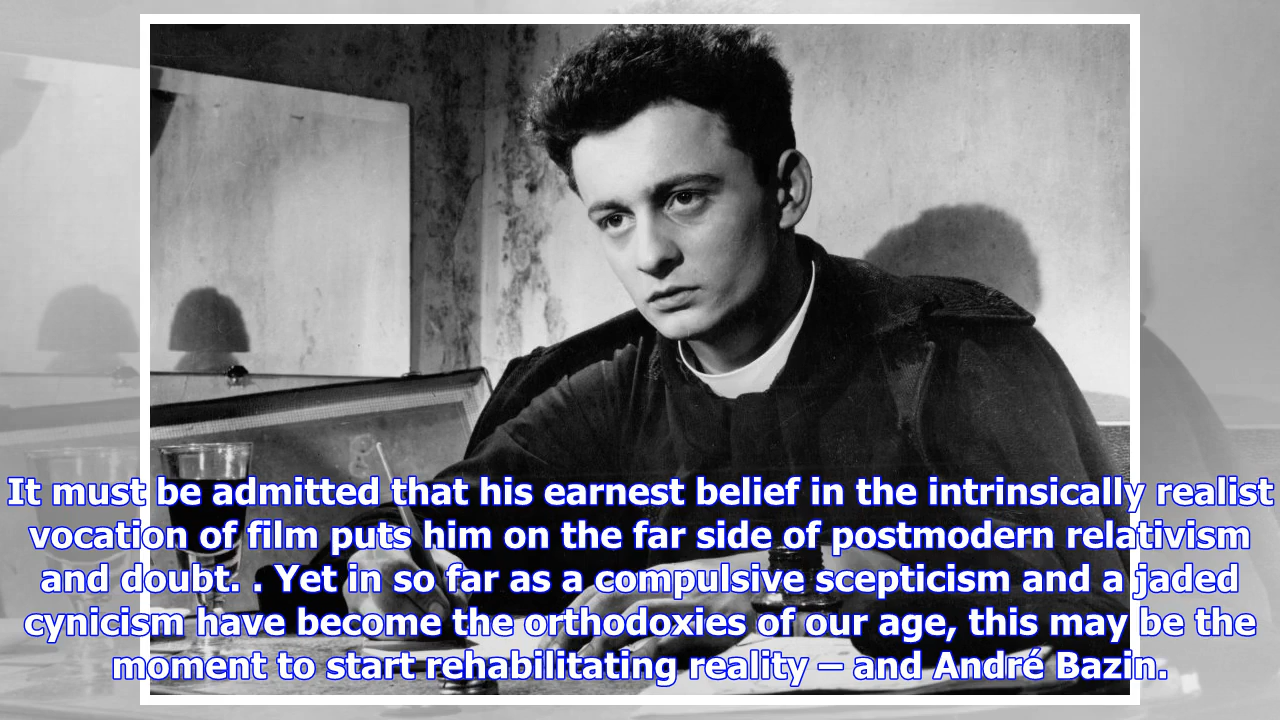 It must be admitted that his earnest belief in the intrinsically realist
vocation of film puts him on the far side of postmodern relativism
and doubt. . Yet in so far as a compulsive scepticism and a jaded
cynicism have become the orthodoxies of our age, this may be the
moment to start rehabilitating reality – and André Bazin.